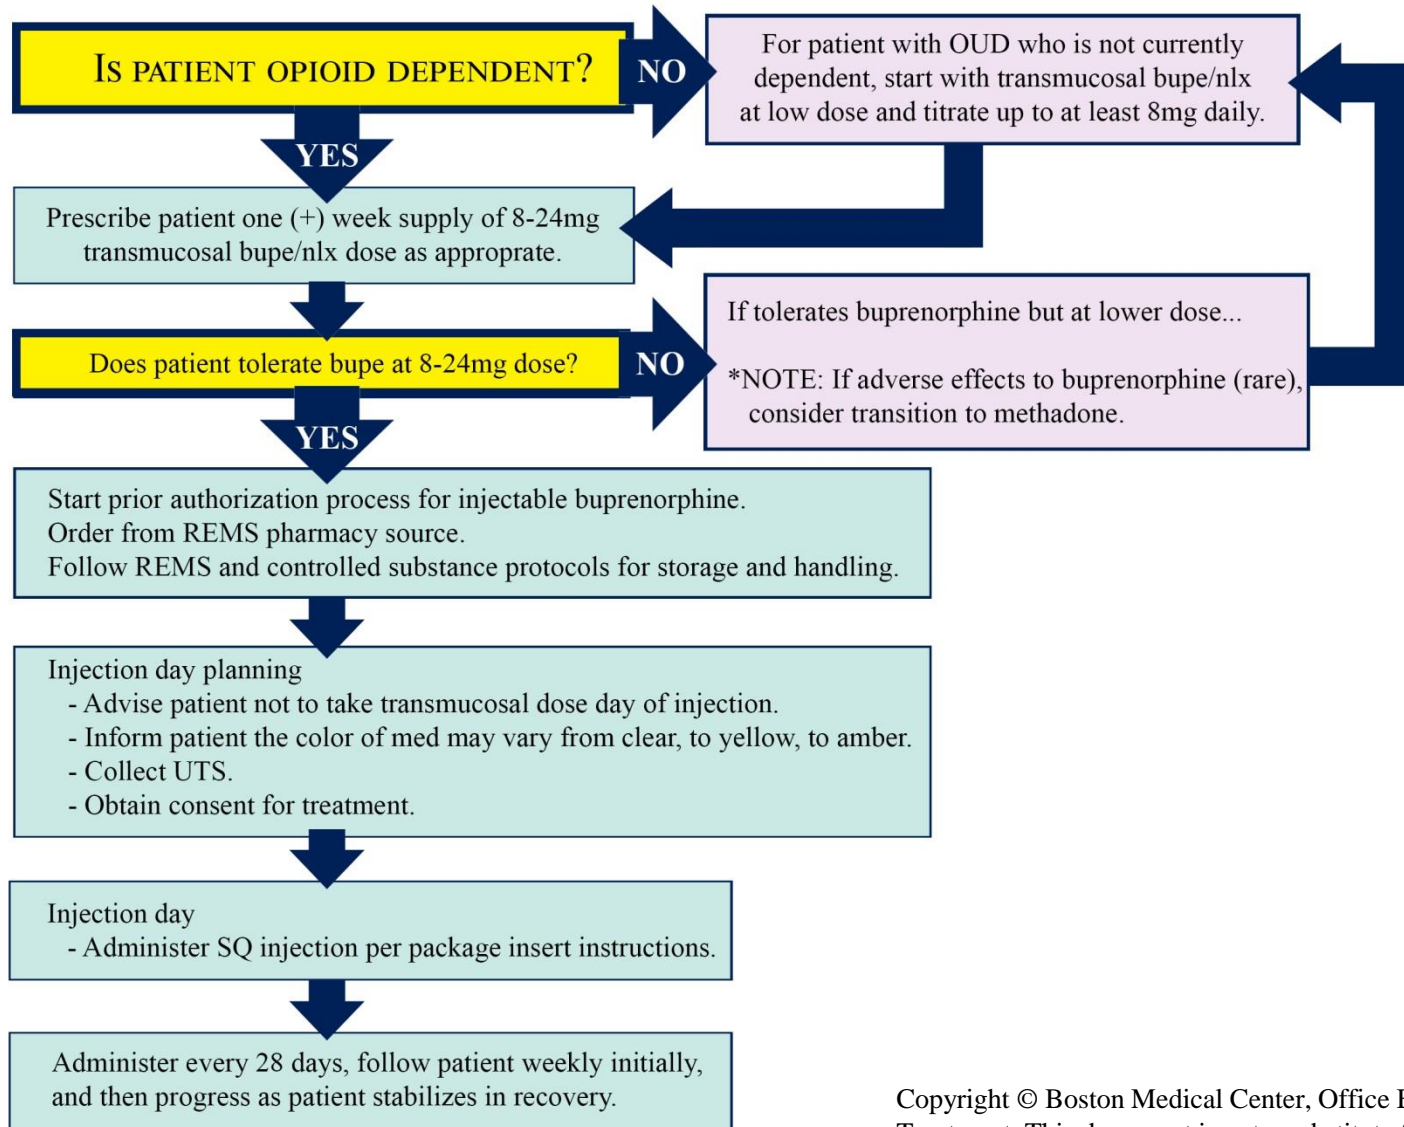 IS PATIENT OPIOID DEPENDENT?
NO
For patient with OUD who is not currently
dependent, start with transmucosal bupe/nlx
at low dose and titrate up to at least 8mg daily.
YES
Prescribe patient one (+) week supply of 8-24mg
transmucosal bupe/nlx dose as approprate.
Does patient tolerate bupe at 8-24mg dose?
NO
If tolerates buprenorphine but at lower dose...
*NOTE: If adverse effects to buprenorphine (rare),
consider transition to methadone.
YES
Start prior authorization process for injectable buprenorphine.
Order from REMS pharmacy source.
Follow REMS and controlled substance protocols for storage and handling.
Injection day planning
- Advise patient not to take transmucosal dose day of injection.
- Inform patient the color of med may vary from clear, to yellow, to amber.
- Collect UTS.
- Obtain consent for treatment.
Injection day
- Administer SQ injection per package insert instructions.
Administer every 28 days, follow patient weekly initially,
and then progress as patient stabilizes in recovery.
Copyright © Boston Medical Center, Office